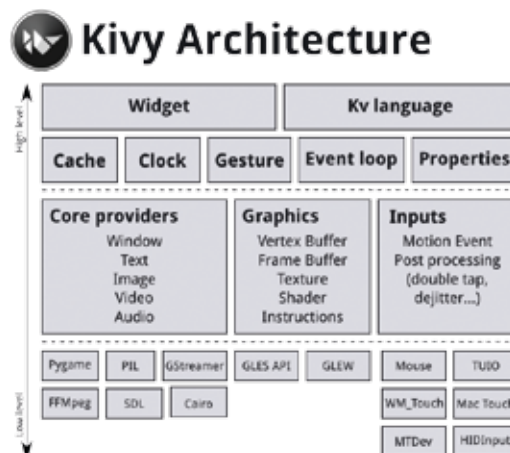 Kivy Architecture
High level
Widget
Kv language
Cache
Clock
Gesture
Event loop
Properties
Core providers
Window
Text
Image
Video
Audio
Graphics
Vertex Buffer
Frame Buffer
Texture
Shader
Instructions
Inputs
Motion Event
Post processing
(double tap,
dejitter...)
Pygame
PIL
GStreamer
GLES API
GLEW
Mouse
TUIO
FFMpeg
SDL
Cairo
WM_Touch
Mac Touch
MTDev
HIDInput
Low level